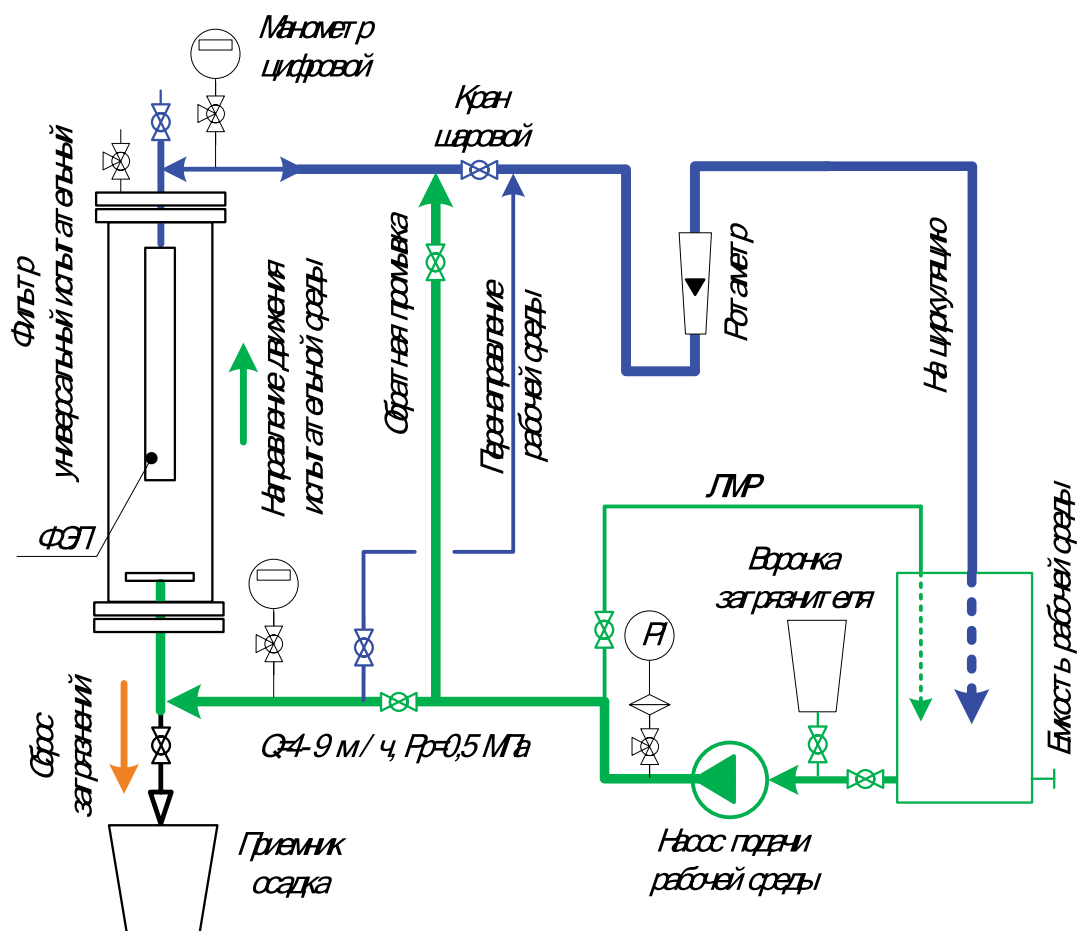 Манометр
цифровой
Кран
шаровой
Фильтр
универсальный испытательный
Направление движения
испытательной среды
Обратная промывка
Перенаправление
рабочей среды
Ротаметр
На циркуляцию
ФЭП
ЛМР
Воронка
загрязнителя
PI
Емкость рабочей среды
Сброс
загрязнений
Q=4-9 м / ч, Рр=0,5 МПа
Насос подачи
рабочей среды
Приемник
осадка